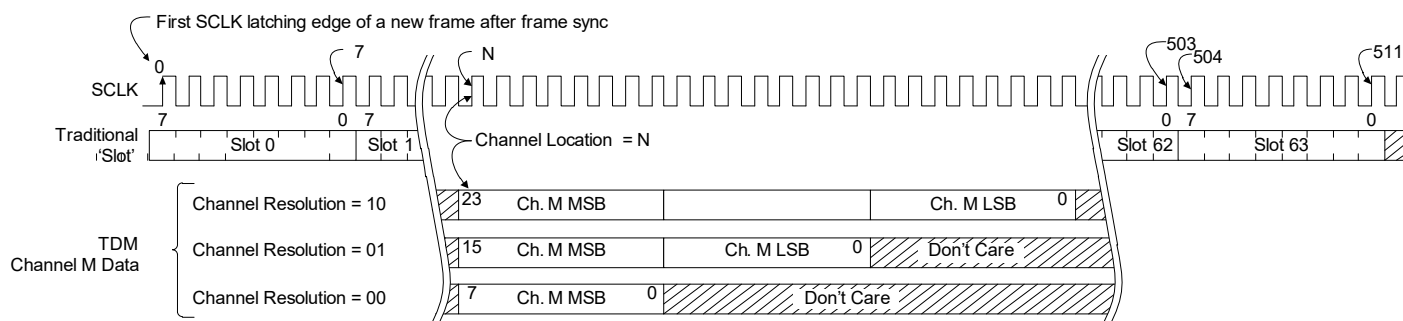 First SCLK latching edge of a new frame after frame sync
0 7 N 503 504 511
SCLK
7 0 7 0 7 0
Traditional 'Slot' Slot 0 Slot 1 Slot 62 Slot 63
Channel Location = N
Channel Resolution = 10 23 Ch. M MSB Ch. M LSB 0
TDM Channel M Data
Channel Resolution = 01 15 Ch. M MSB Ch. M LSB 0 Don't Care
Channel Resolution = 00 7 Ch. M MSB 0 Don't Care